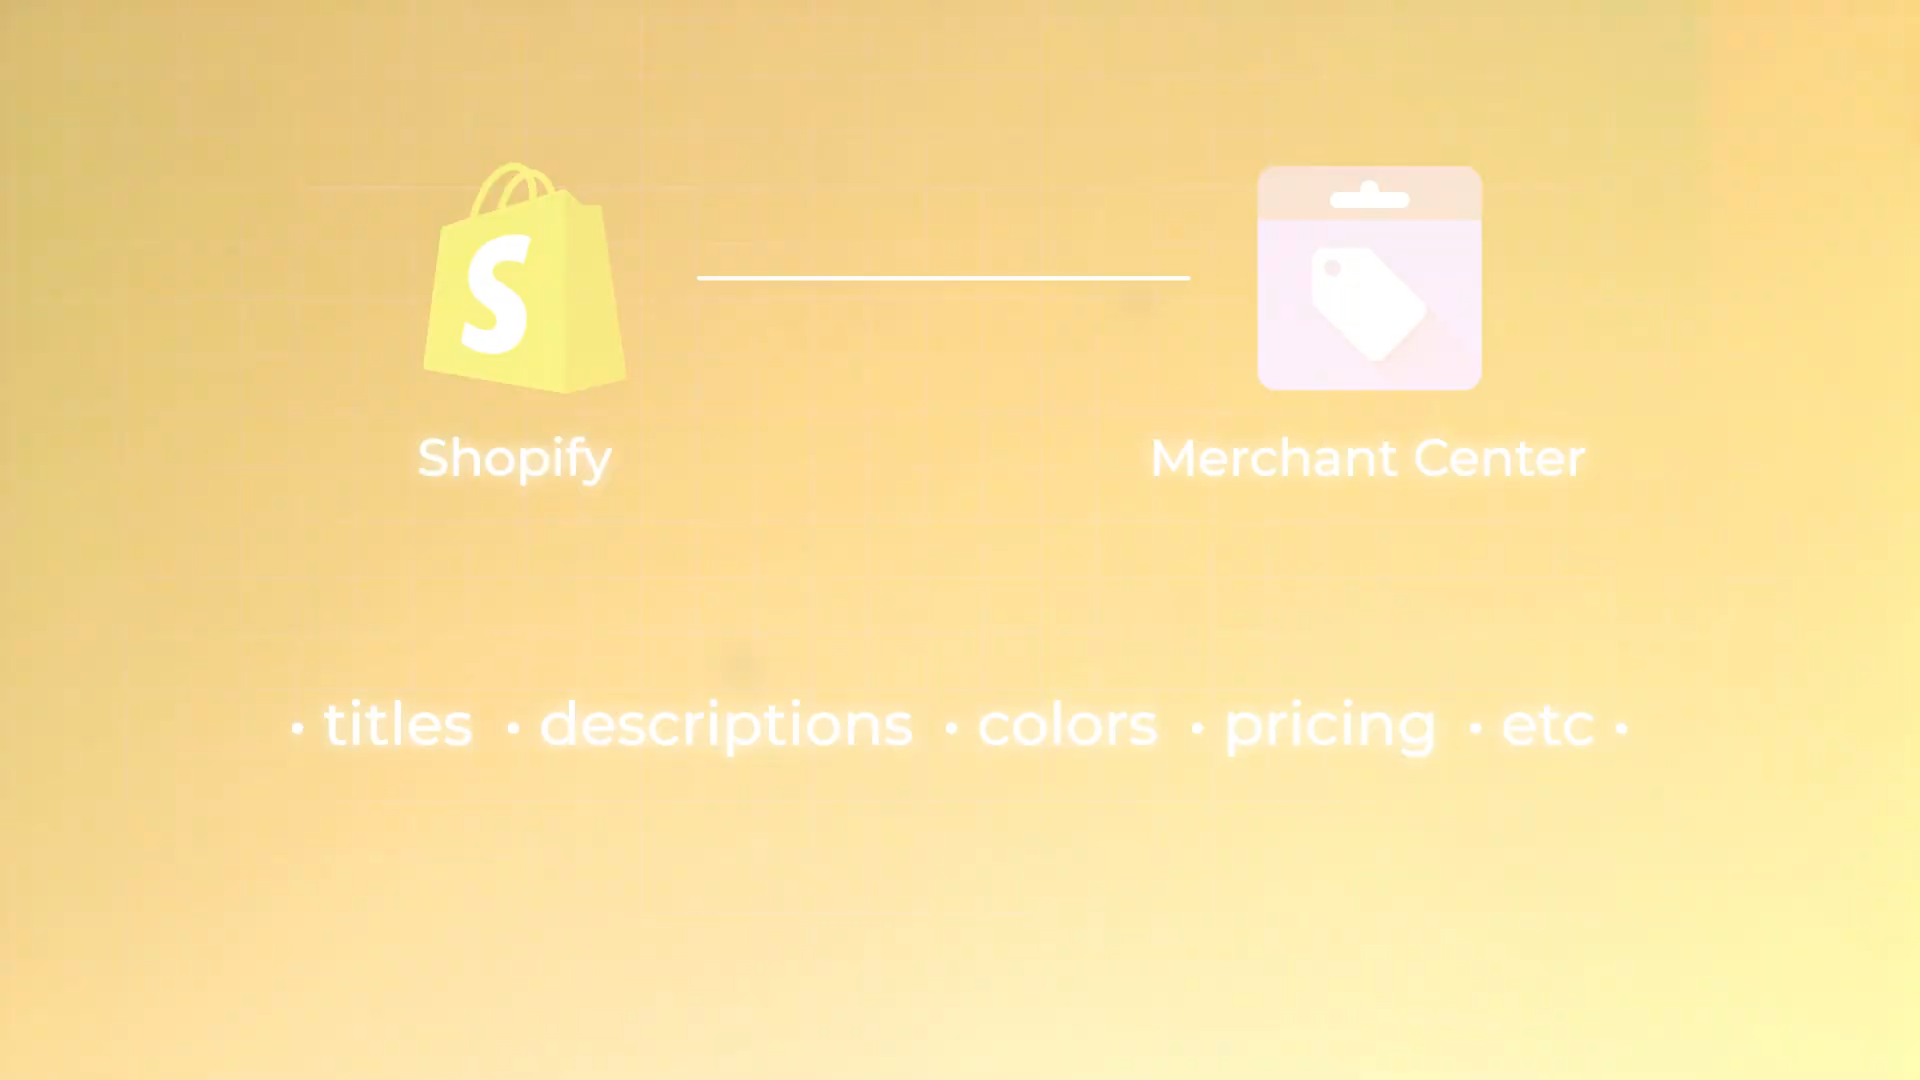 S
Shopify
Merchant Center
• titles • descriptions • colors • pricing • etc •